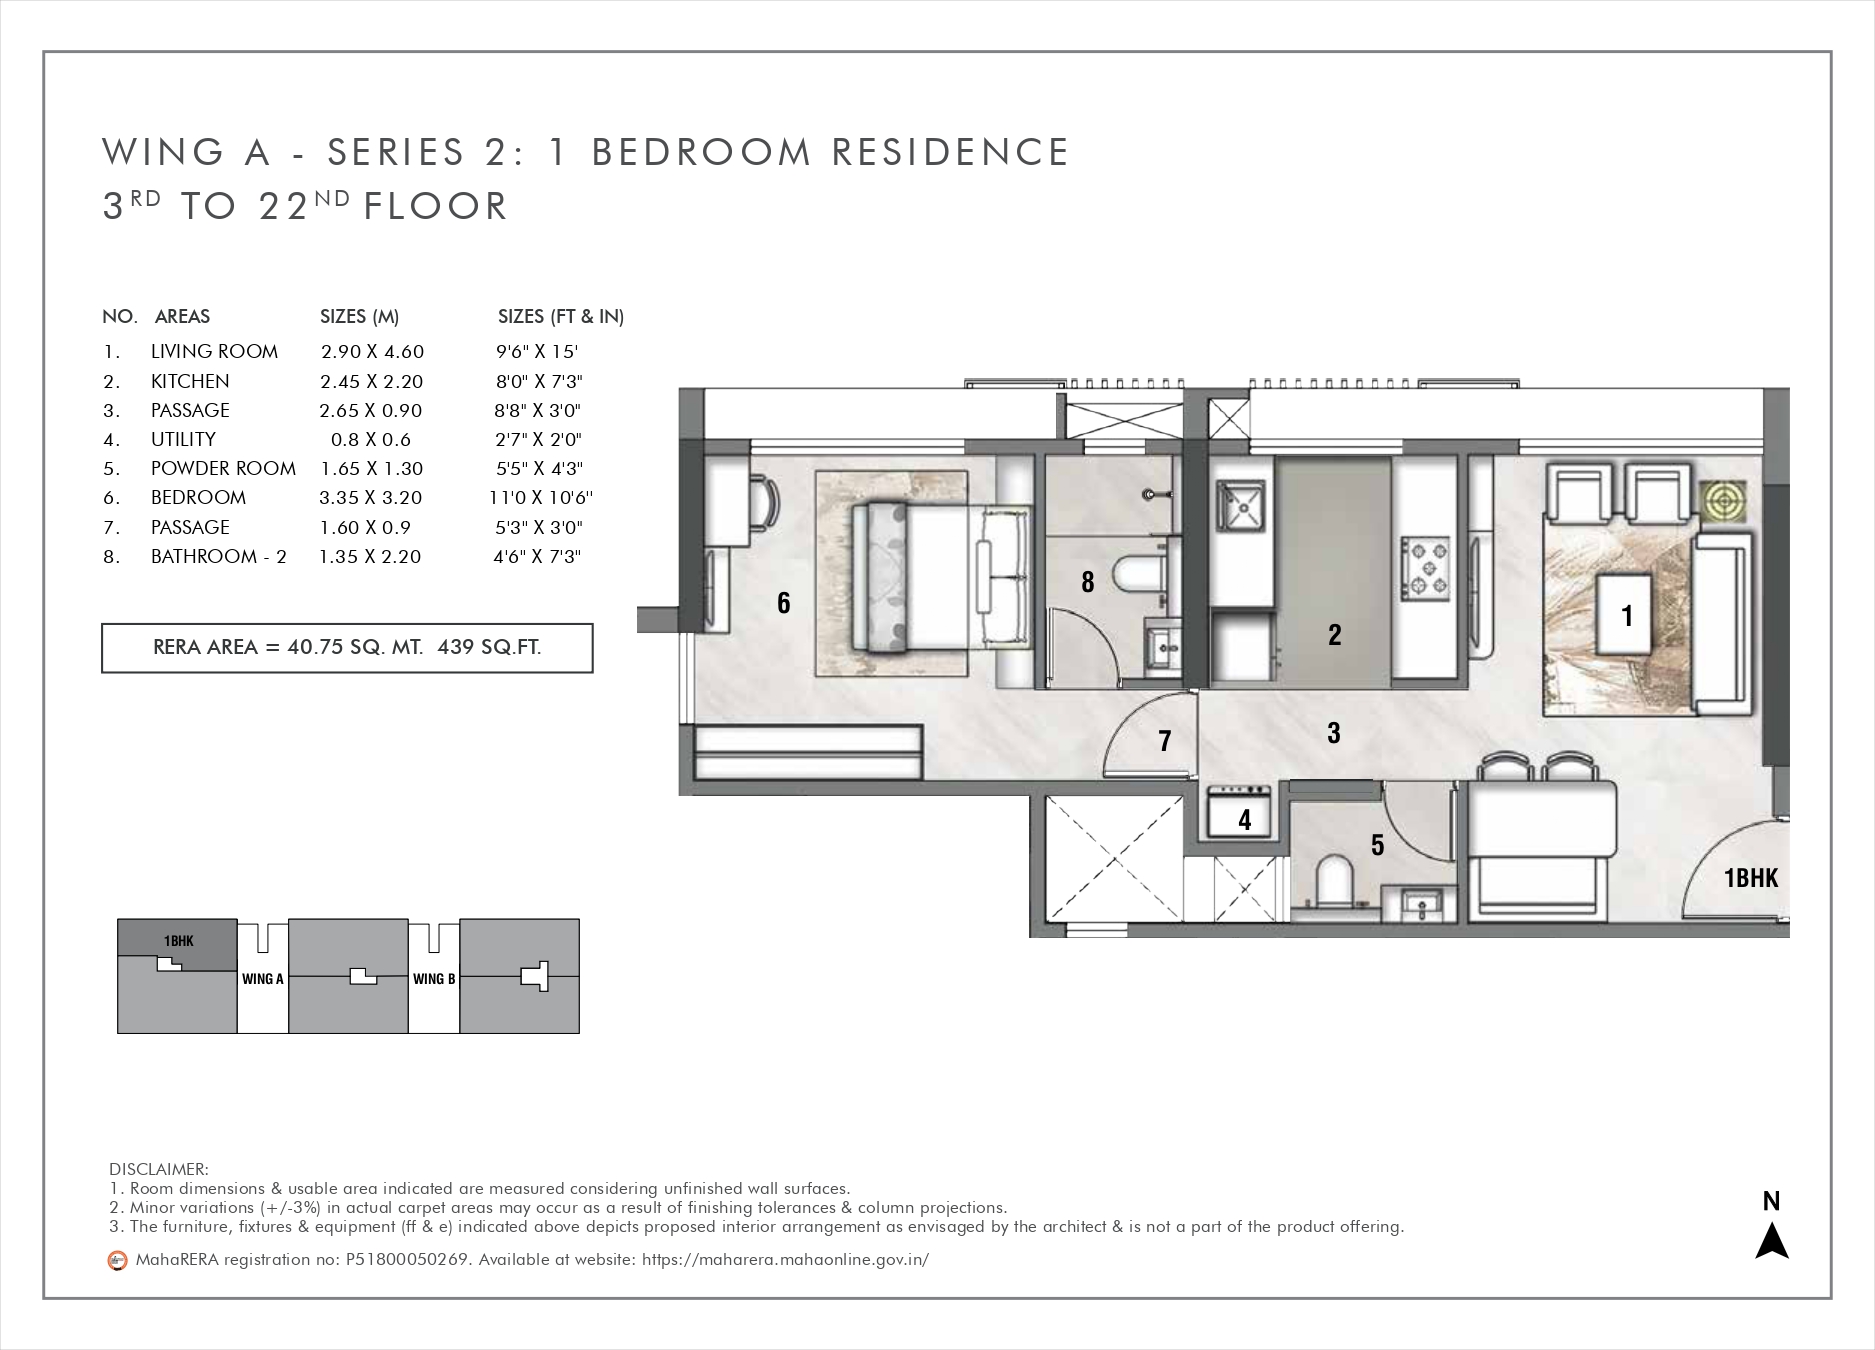 WING A - SERIES 2: 1 BEDROOM RESIDENCE
3RD TO 22ND FLOOR
NO. AREAS SIZES (M) SIZES (FT & IN)
1. LIVING ROOM 2.90 X 4.60 9'6" X 15'
2. KITCHEN 2.45 X 2.20 8'0" X 7'3"
3. PASSAGE 2.65 X 0.90 8'8" X 3'0"
4. UTILITY 0.8 X 0.6 2'7" X 2'0"
5. POWDER ROOM 1.65 X 1.30 5'5" X 4'3"
6. BEDROOM 3.35 X 3.20 11'0 X 10'6''
7. PASSAGE 1.60 X 0.9 5'3" X 3'0"
8. BATHROOM - 2 1.35 X 2.20 4'6" X 7'3"
RERA AREA = 40.75 SQ. MT. 439 SQ.FT.
6
8
2
1
7
3
4
5
1BHK
1BHK
WING A
WING B
DISCLAIMER:
1. Room dimensions & usable area indicated are measured considering unfinished wall surfaces.
2. Minor variations (+/-3%) in actual carpet areas may occur as a result of finishing tolerances & column projections.
3. The furniture, fixtures & equipment (ff & e) indicated above depicts proposed interior arrangement as envisaged by the architect & is not a part of the product offering.
MahaRERA registration no: P51800050269. Available at website: https://maharera.mahaonline.gov.in/
N